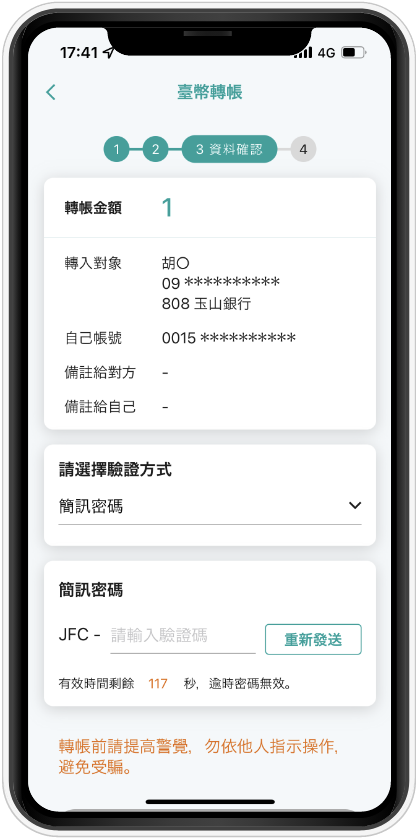 17:41 4G
臺幣轉帳
1 2 3 資料確認 4
轉帳金額 1
轉入對象 胡〇
09 **********
808 玉山銀行
自己帳號 0015 **********
備註給對方 -
備註給自己 -
請選擇驗證方式
簡訊密碼
簡訊密碼
JFC - 請輸入驗證碼 重新發送
有效時間剩餘 117 秒, 逾時密碼無效。
轉帳前請提高警覺, 勿依他人指示操作,
避免受騙。